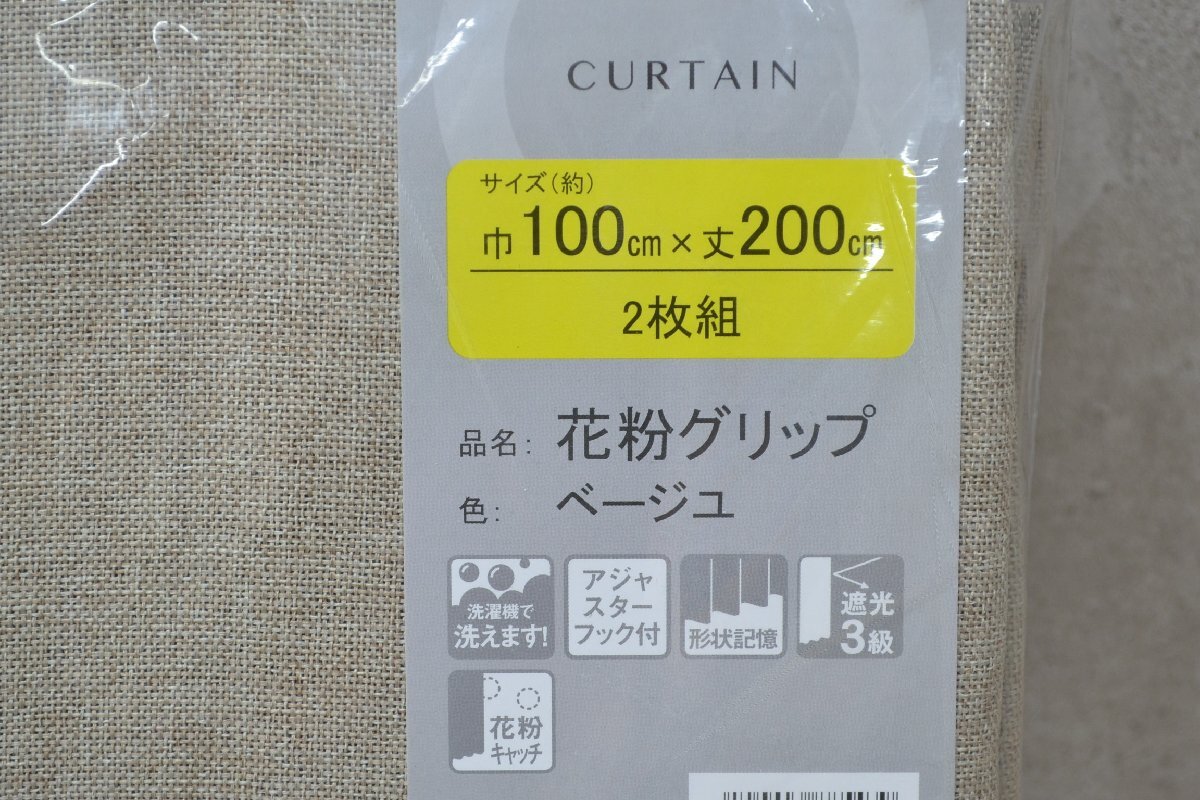 CURTAIN
サイズ(約)
巾100cm×丈200cm
2枚組
品名: 花粉グリップ
色: ベージュ
洗濯機で
洗えます!
アジャ
スター
フック付
形状記憶
遮光
3級
花粉
キャッチ